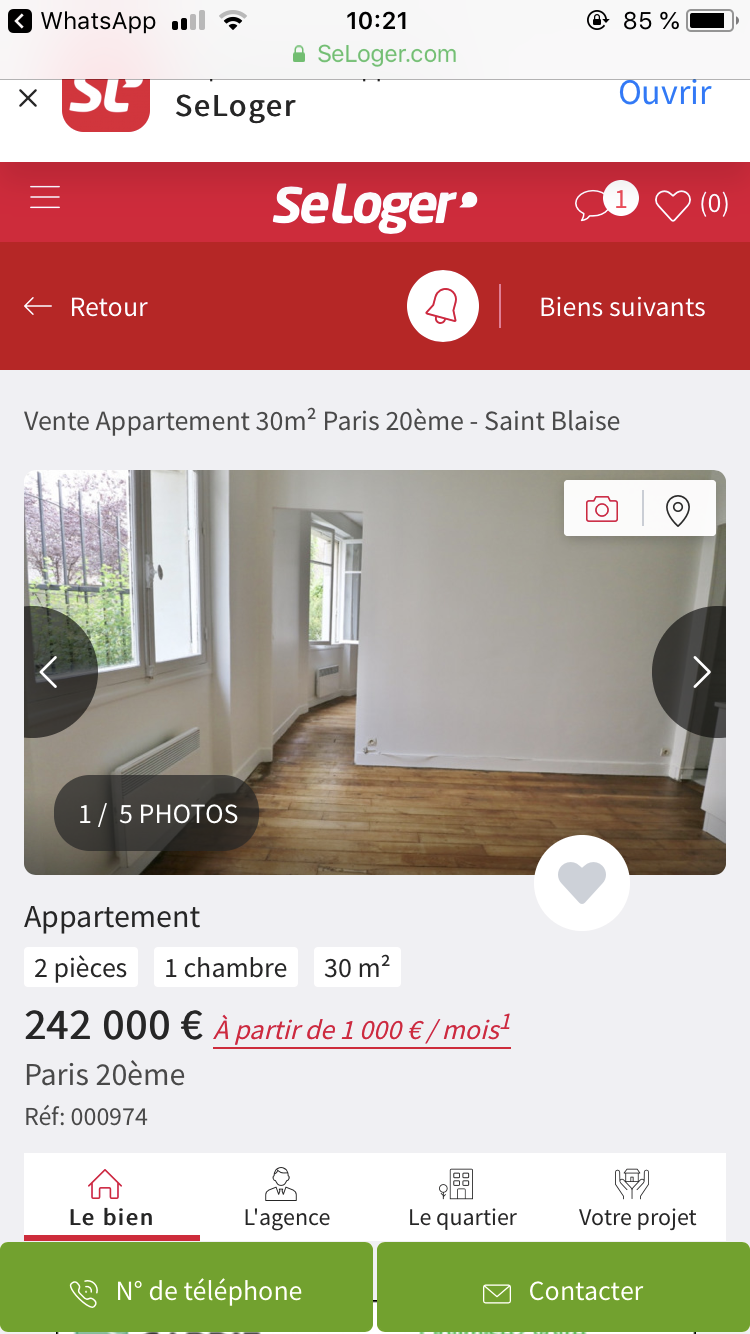 WhatsApp 10:21 85 %
SeLoger.com
SL
SeLoger
Ouvrir
SeLoger 1 (0)
Retour Biens suivants
Vente Appartement 30m² Paris 20ème - Saint Blaise
1 / 5 PHOTOS
Appartement
2 pièces 1 chambre 30 m²
242 000 € À partir de 1 000 € / mois¹
Paris 20ème
Réf: 000974
Le bien L'agence Le quartier Votre projet
N° de téléphone Contacter